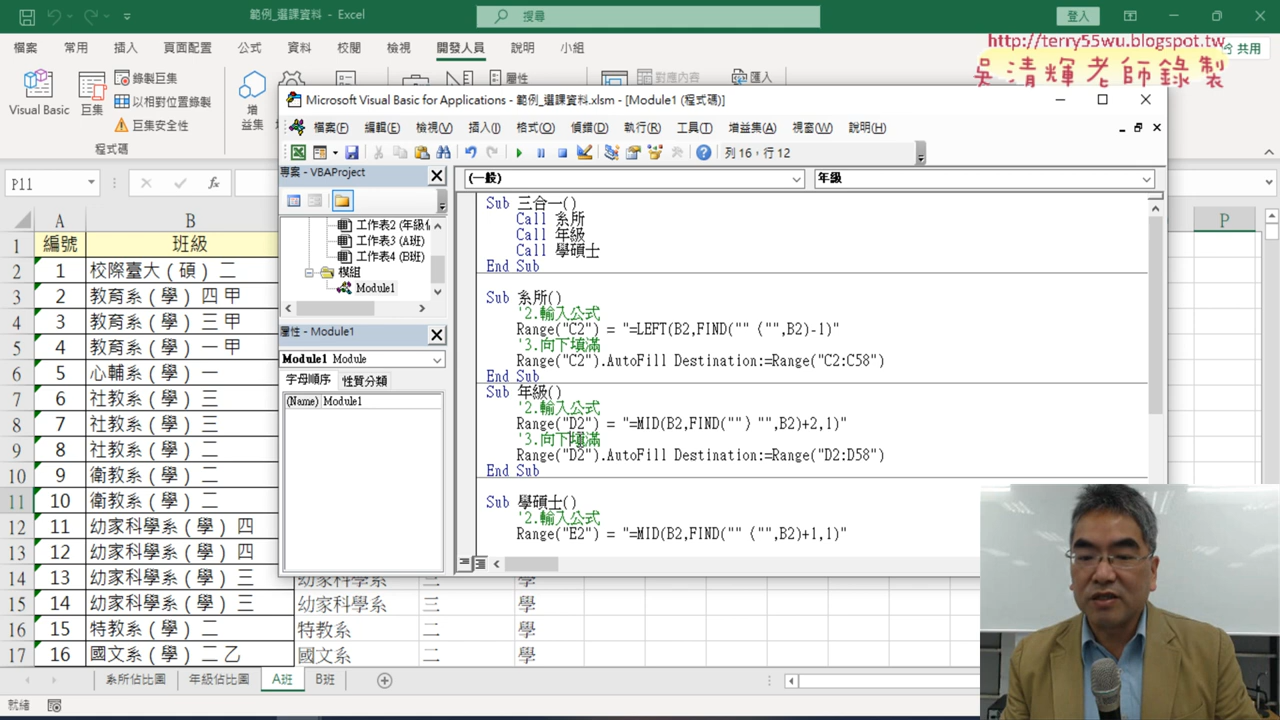 範例_選課資料 - Excel
搜尋
登入
http://terry55wu.blogspot.tw
吳清輝老師錄製
檔案 常用 插入 頁面配置 公式 資料 校閱 檢視 開發人員 說明 小組
共用
Visual Basic
巨集
錄製巨集
以相對位置錄製
巨集安全性
程式碼
增
益集
屬性
對應內容
匯入
Microsoft Visual Basic for Applications - 範例_選課資料.xlsm - [Module1 (程式碼)]
檔案(F) 編輯(E) 檢視(V) 插入(I) 格式(O) 偵錯(D) 執行(R) 工具(T) 增益集(A) 視窗(W) 說明(H)
列 16，行 12
P11
專案 - VBAProject
工作表2 (年級
工作表3 (A班)
工作表4 (B班)
模組
Module1
屬性 - Module1
Module1 Module
字母順序 性質分類
(Name) Module1
(一般)
年級
Sub 三合一()
Call 系所
Call 年級
Call 學碩士
End Sub
Sub 系所()
'2.輸入公式
Range("C2") = "=LEFT(B2,FIND(""（"",B2)-1)"
'3.向下填滿
Range("C2").AutoFill Destination:=Range("C2:C58")
End Sub
Sub 年級()
'2.輸入公式
Range("D2") = "=MID(B2,FIND(""）"",B2)+2,1)"
'3.向下填滿
Range("D2").AutoFill Destination:=Range("D2:D58")
End Sub
Sub 學碩士()
'2.輸入公式
Range("E2") = "=MID(B2,FIND(""（"",B2)+1,1)"
A B P
1 編號 班級
2 1 校際臺大（碩）二
3 2 教育系（學）四 甲
4 3 教育系（學）三 甲
5 4 教育系（學）一 甲
6 5 心輔系（學）一
7 6 社教系（學）三
8 7 社教系（學）三
9 8 社教系（學）二
10 9 衛教系（學）二
11 10 衛教系（學）二
12 11 幼家科學系（學）四
13 12 幼家科學系（學）四
14 13 幼家科學系（學）三 幼家科學系 三 學
15 14 幼家科學系（學）三 幼家科學系 三 學
16 15 特教系（學）二 特教系 二 學
17 16 國文系（學）二 乙 國文系 二 學
系所佔比圖 年級佔比圖 A班 B班
就緒